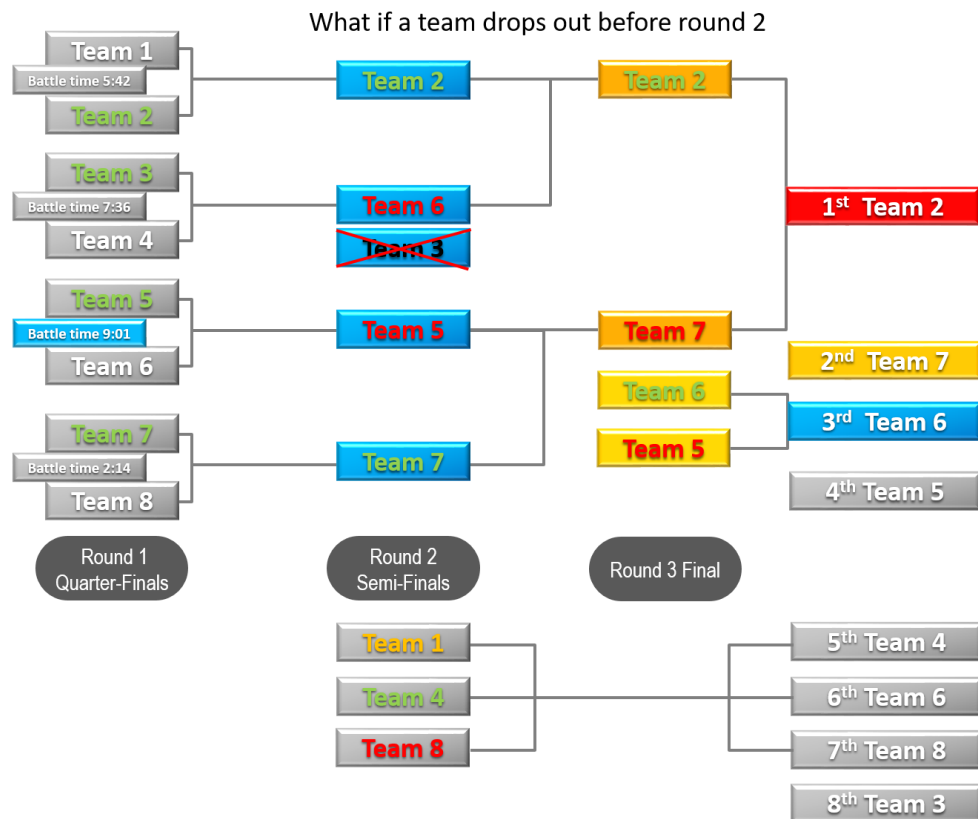 What if a team drops out before round 2
Team 1
Battle time 5:42
Team 2
Team 3
Battle time 7:36
Team 4
Team 5
Battle time 9:01
Team 6
Team 7
Battle time 2:14
Team 8
Round 1
Quarter-Finals
Team 2
Team 6
Team 3
Team 5
Team 7
Round 2
Semi-Finals
Team 2
Team 7
Team 6
Team 5
Round 3 Final
1st Team 2
2nd Team 7
3rd Team 6
4th Team 5
Team 1
Team 4
Team 8
5th Team 4
6th Team 6
7th Team 8
8th Team 3